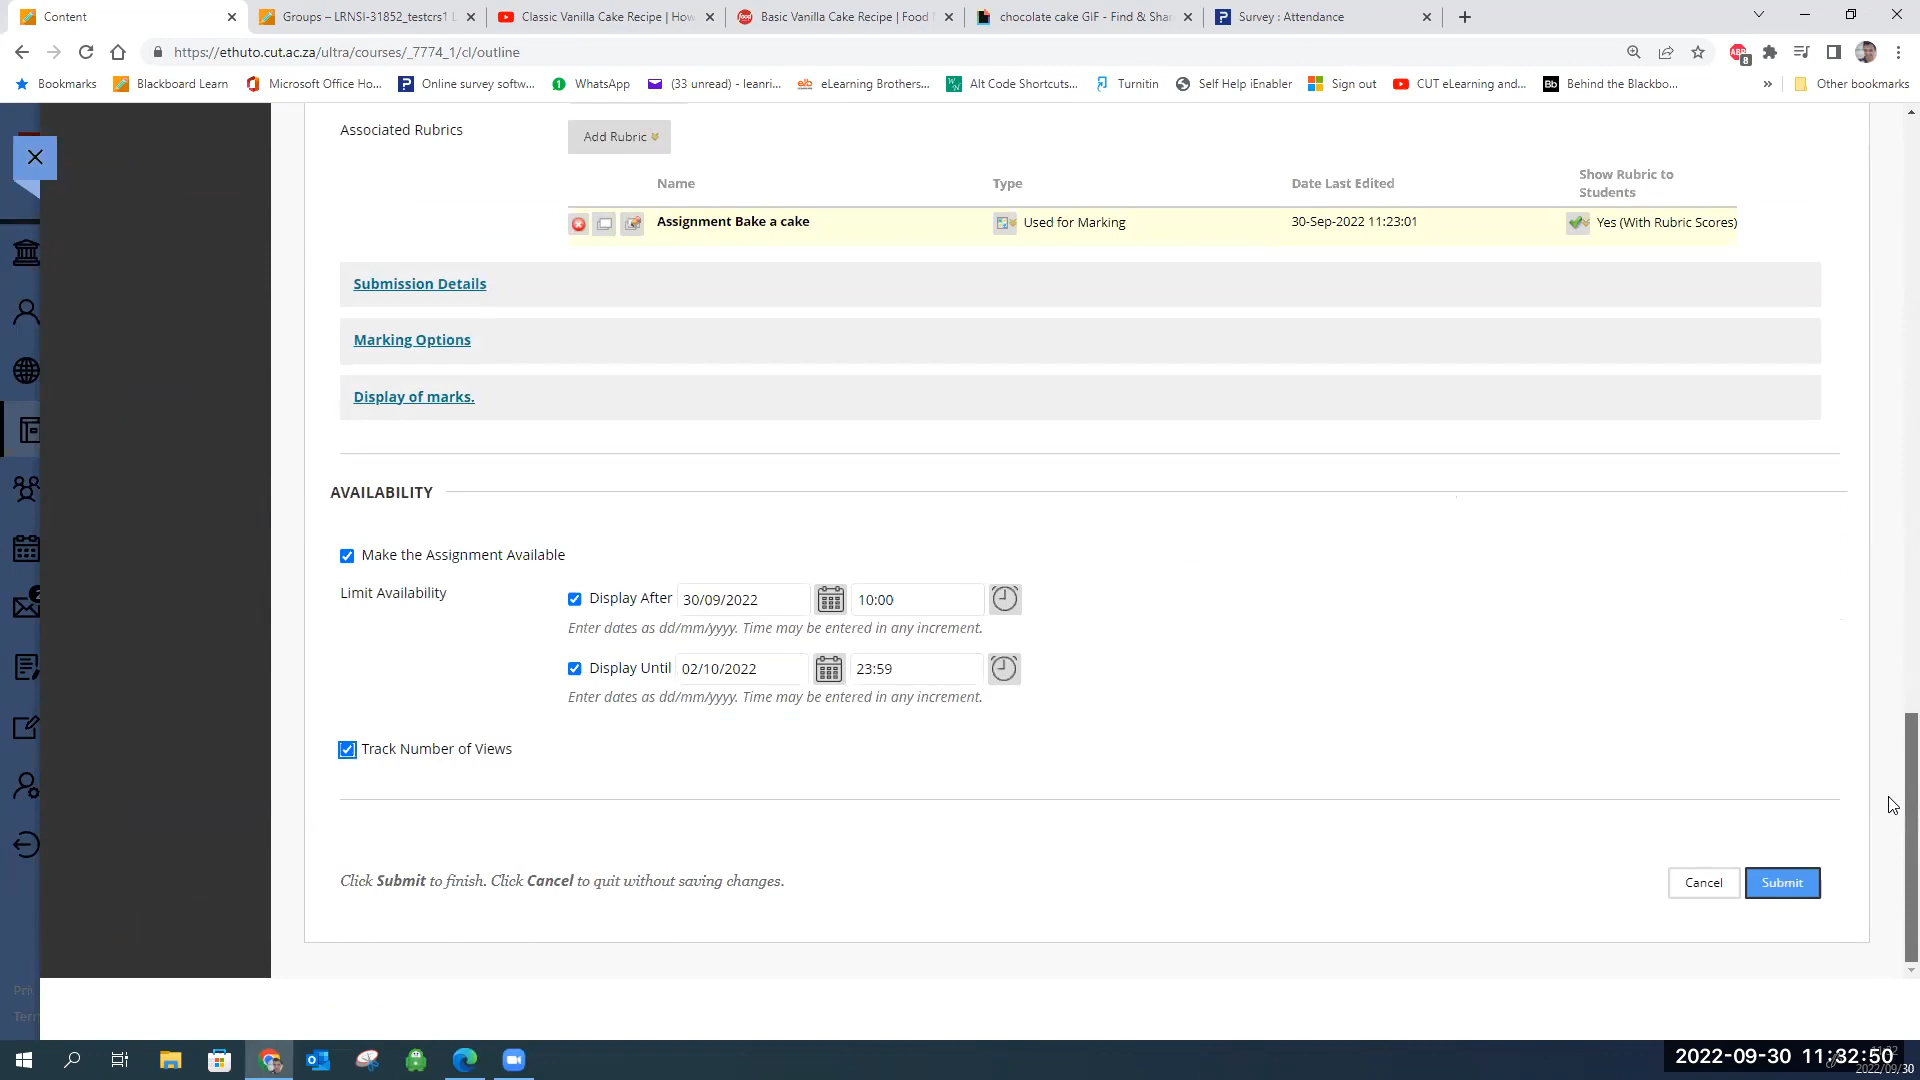 Content
Groups – LRNSI-31852_testcrs1 L
Classic Vanilla Cake Recipe | How
Basic Vanilla Cake Recipe | Food N
chocolate cake GIF - Find & Shar
Survey : Attendance
https://ethuto.cut.ac.za/ultra/courses/_7774_1/cl/outline
ABP
8
Bookmarks
Blackboard Learn
Microsoft Office Ho...
Online survey softw...
WhatsApp
(33 unread) - leanri...
eLearning Brothers...
Alt Code Shortcuts...
Turnitin
Self Help iEnabler
Sign out
CUT eLearning and...
Behind the Blackbo...
Other bookmarks
Associated Rubrics
Add Rubric
Name
Type
Date Last Edited
Show Rubric to
Students
Assignment Bake a cake
Used for Marking
30-Sep-2022 11:23:01
Yes (With Rubric Scores)
Submission Details
Marking Options
Display of marks.
AVAILABILITY
Make the Assignment Available
Limit Availability
Display After
30/09/2022
10:00
Enter dates as dd/mm/yyyy. Time may be entered in any increment.
Display Until
02/10/2022
23:59
Enter dates as dd/mm/yyyy. Time may be entered in any increment.
Track Number of Views
Click Submit to finish. Click Cancel to quit without saving changes.
Cancel
Submit
Pri
Ter
2022-09-30 11:32:50
2022/09/30